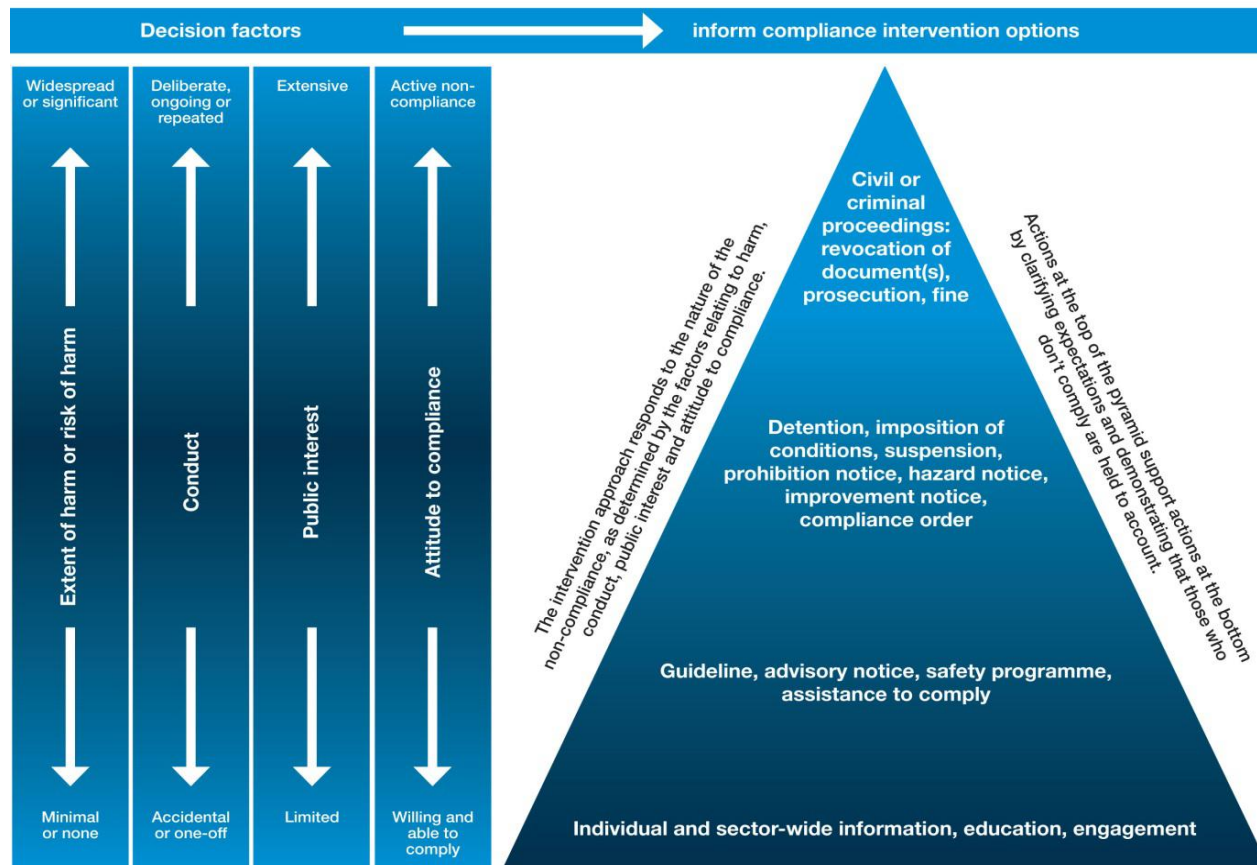 Decision factors
inform compliance intervention options
Widespread
or significant
Extent of harm or risk of harm
Minimal
or none
Deliberate,
ongoing or
repeated
Conduct
Accidental
or one-off
Extensive
Public interest
Limited
Active non-
compliance
Attitude to compliance
Willing and
able to
comply
The intervention approach responds to the nature of the
non-compliance, as determined by the factors relating to harm,
conduct, public interest and attitude to compliance.
Civil or
criminal
proceedings:
revocation of
document(s),
prosecution, fine
Detention, imposition of
conditions, suspension,
prohibition notice, hazard notice,
improvement notice,
compliance order
Guideline, advisory notice, safety programme,
assistance to comply
Individual and sector-wide information, education, engagement
Actions at the top of the pyramid support actions at the bottom
by clarifying expectations and demonstrating that those who
don't comply are held to account.